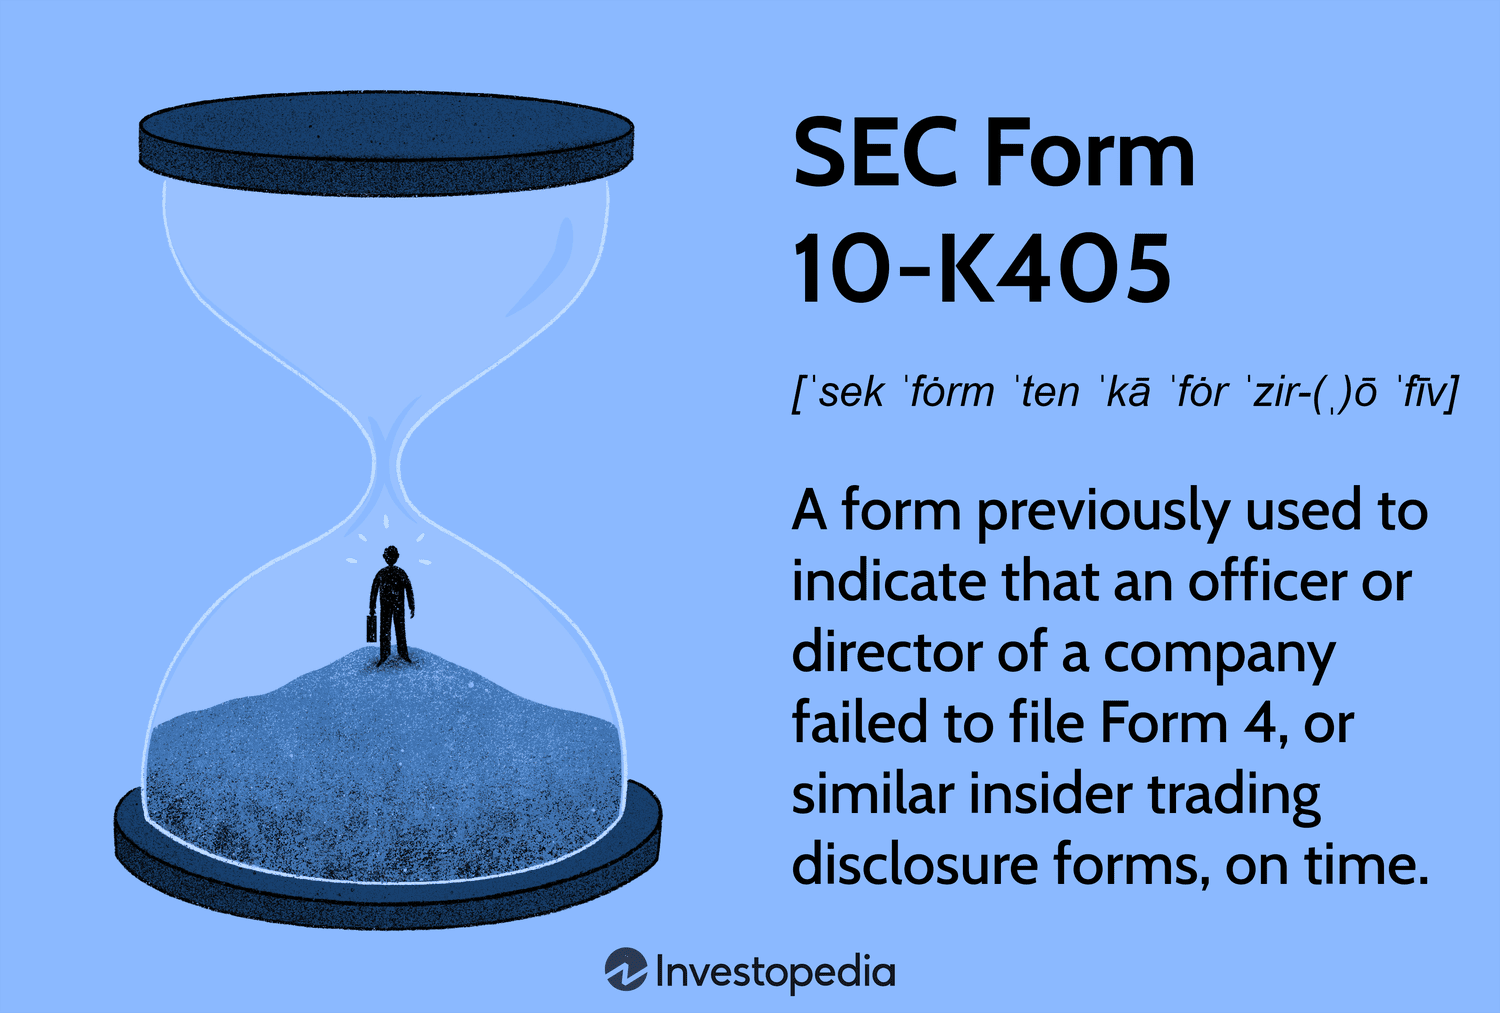 SEC Form
10-K405
[ˈsek ˈfȯrm ˈten ˈkā ˈfȯr ˈzir-(ˌ)ō ˈfīv]
A form previously used to
indicate that an officer or
director of a company
failed to file Form 4, or
similar insider trading
disclosure forms, on time.
Investopedia